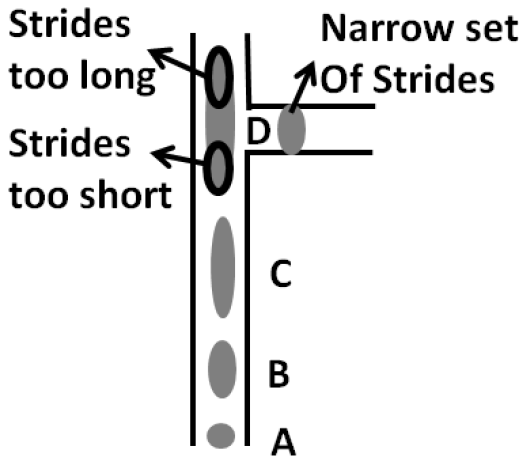 Strides
too long
Narrow set
Of Strides
D
Strides
too short
C
B
A